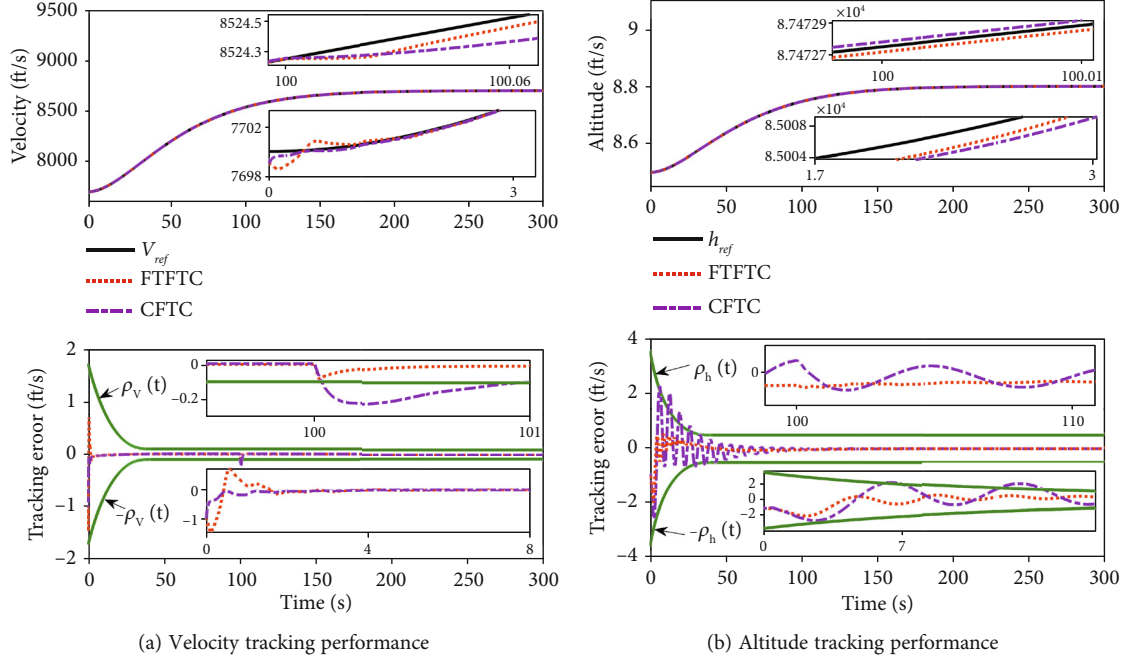 9500
9000
8500
8000
Velocity (ft/s)
8524.5
8524.3
100
100.06
7702
7698
0
3
0 50 100 150 200 250 300
V_ref
FTFTC
CFTC
2
1
0
−1
−2
Tracking eroor (ft/s)
ρ_V (t)
−ρ_V (t)
0
−0.2
100
101
0
−1
0
4
8
0 50 100 150 200 250 300
Time (s)
(a) Velocity tracking performance
9
8.8
8.6
Altitude (ft/s)
×10⁴
8.74729
8.74727
100
100.01
×10⁴
8.5008
8.5004
1.7
3
0 50 100 150 200 250 300
h_ref
FTFTC
CFTC
4
2
0
−2
−4
Tracking eroor (ft/s)
ρ_h (t)
−ρ_h (t)
0
100
110
2
0
−2
0
7
0 50 100 150 200 250 300
Time (s)
(b) Altitude tracking performance